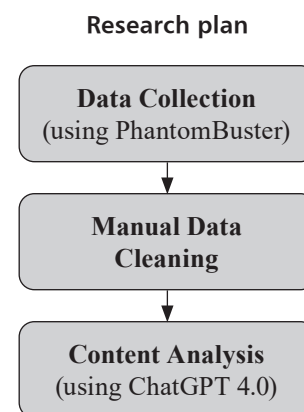 Research plan
Data Collection
(using PhantomBuster)
Manual Data
Cleaning
Content Analysis
(using ChatGPT 4.0)